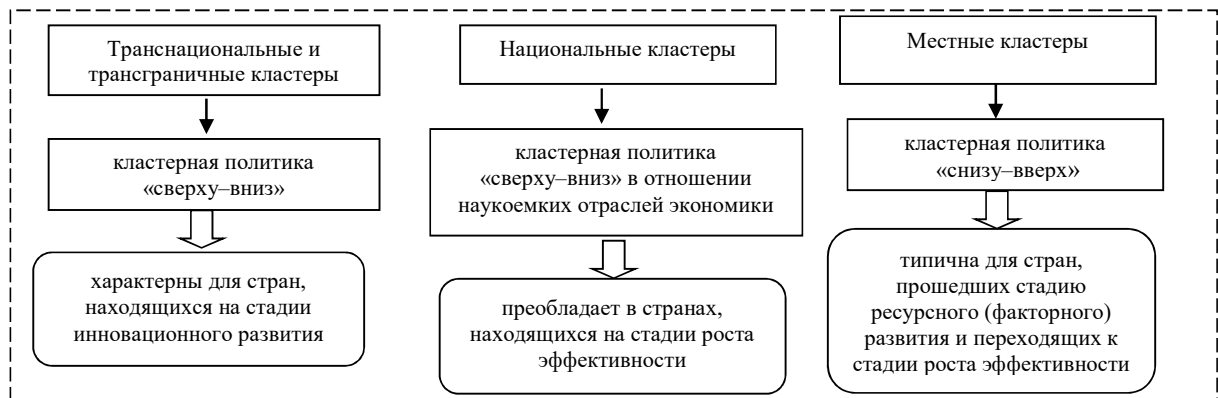 Транснациональные и
трансграничные кластеры
кластерная политика
«сверху–вниз»
характерны для стран,
находящихся на стадии
инновационного развития
Национальные кластеры
кластерная политика
«сверху–вниз» в отношении
наукоемких отраслей экономики
преобладает в странах,
находящихся на стадии роста
эффективности
Местные кластеры
кластерная политика
«снизу–вверх»
типична для стран,
прошедших стадию
ресурсного (факторного)
развития и переходящих к
стадии роста эффективности